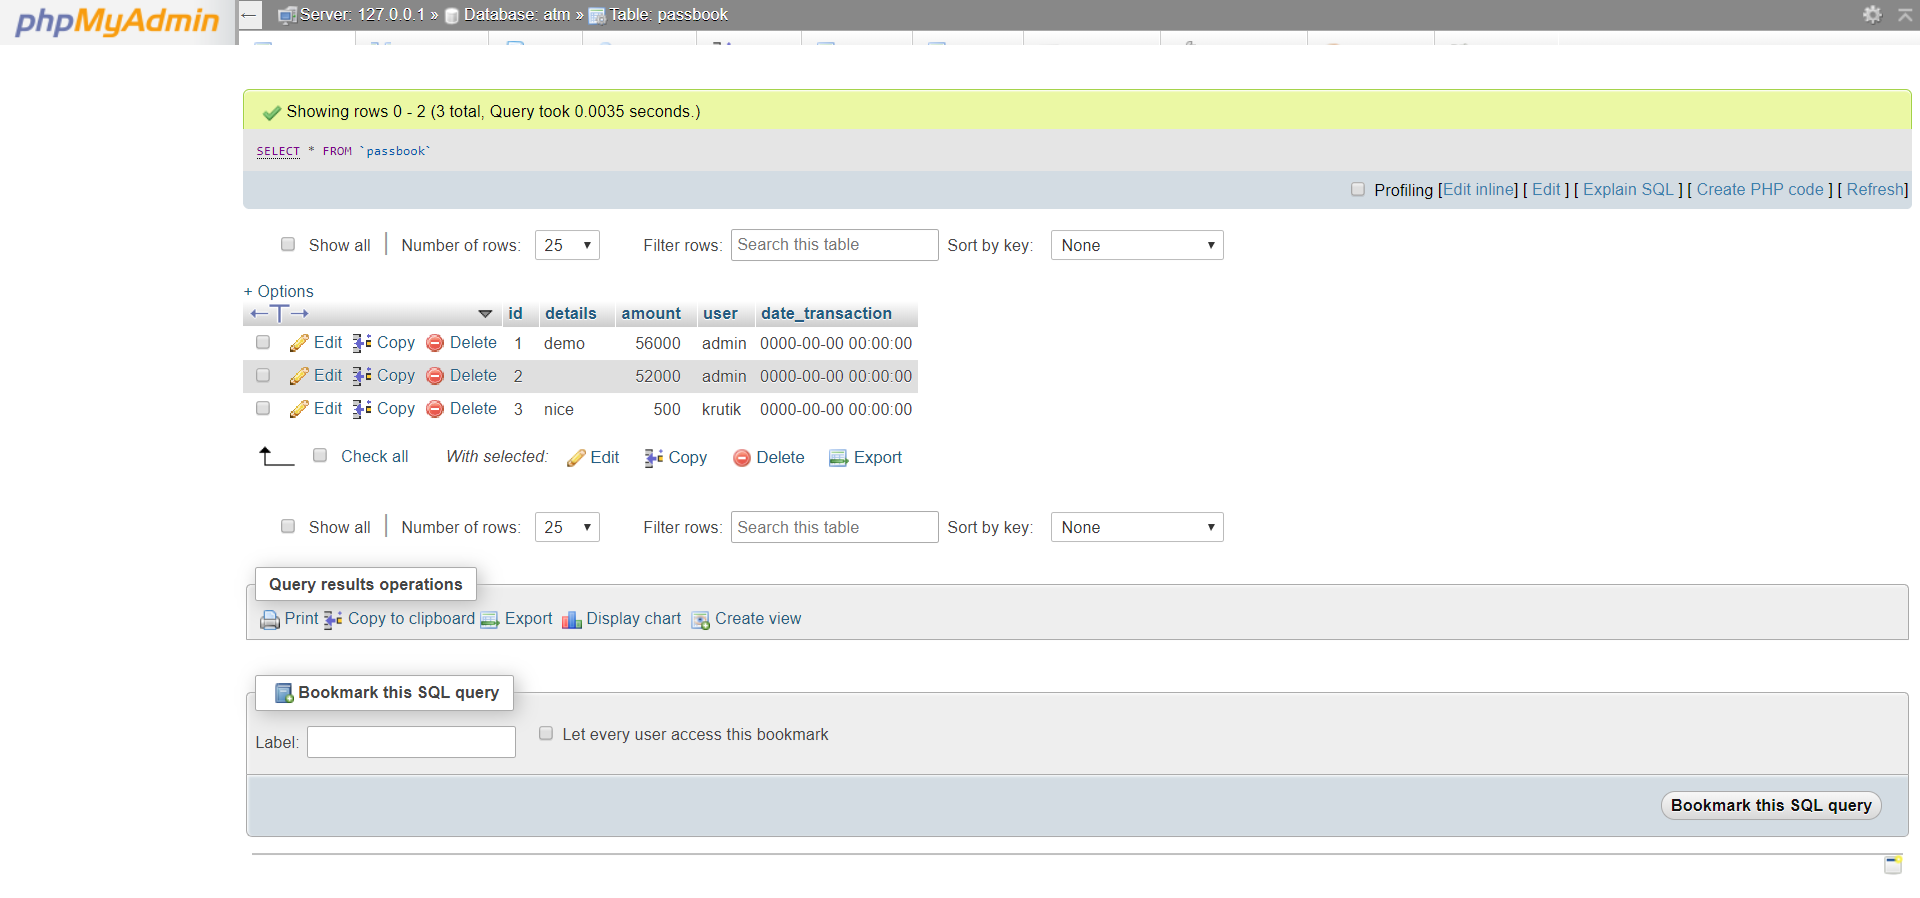 phpMyAdmin
Server: 127.0.0.1 » Database: atm » Table: passbook
Showing rows 0 - 2 (3 total, Query took 0.0035 seconds.)
SELECT * FROM `passbook`
Profiling [Edit inline] [ Edit ] [ Explain SQL ] [ Create PHP code ] [ Refresh]
Show all | Number of rows: 25 Filter rows: Search this table Sort by key: None
+ Options
id details amount user date_transaction
Edit Copy Delete 1 demo 56000 admin 0000-00-00 00:00:00
Edit Copy Delete 2 52000 admin 0000-00-00 00:00:00
Edit Copy Delete 3 nice 500 krutik 0000-00-00 00:00:00
Check all With selected: Edit Copy Delete Export
Show all | Number of rows: 25 Filter rows: Search this table Sort by key: None
Query results operations
Print Copy to clipboard Export Display chart Create view
Bookmark this SQL query
Label: Let every user access this bookmark
Bookmark this SQL query